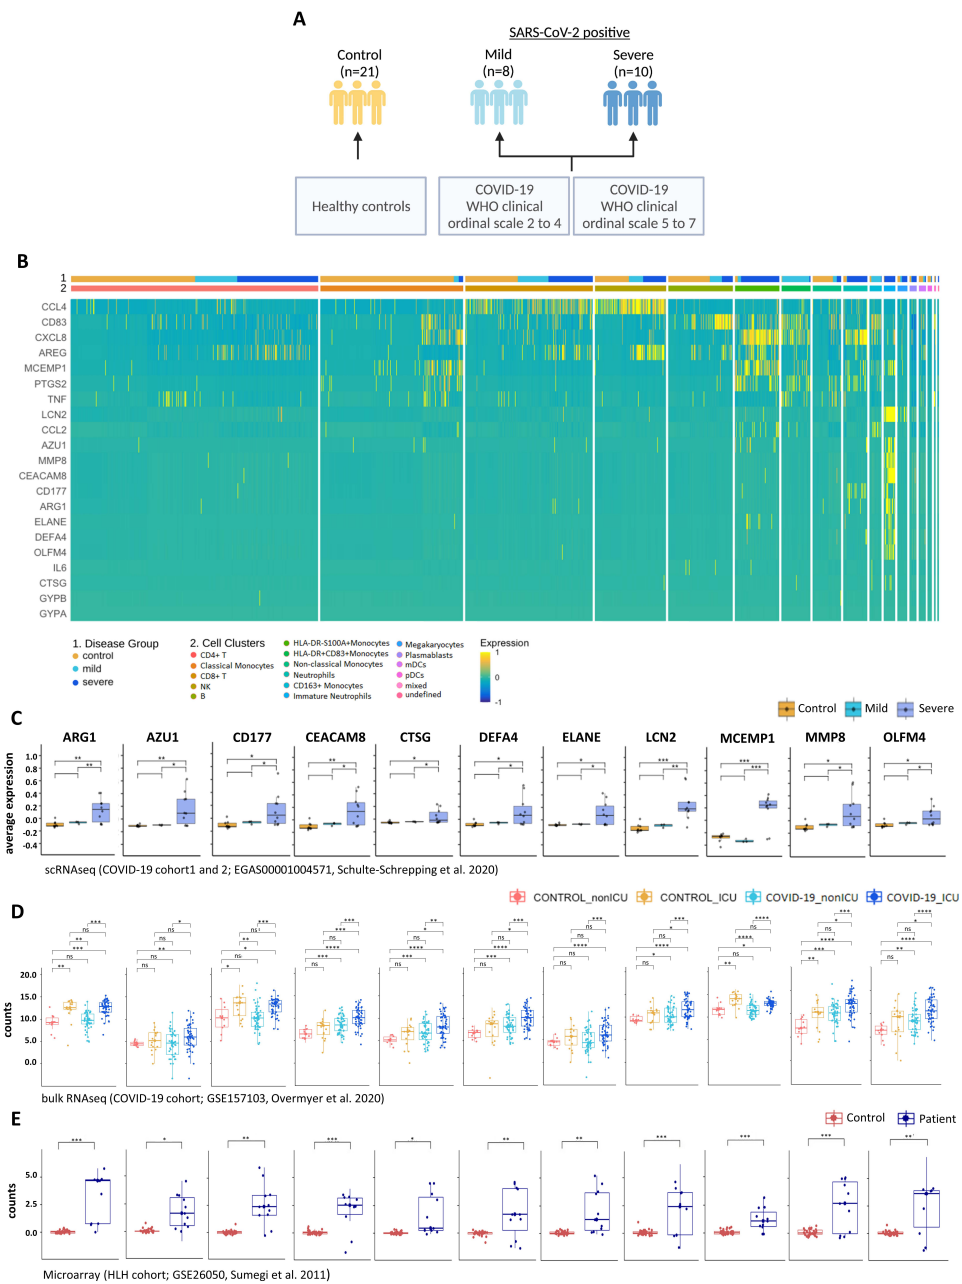 A
SARS-CoV-2 positive
Control
(n=21)
Mild
(n=8)
Severe
(n=10)
Healthy controls
COVID-19
WHO clinical
ordinal scale 2 to 4
COVID-19
WHO clinical
ordinal scale 5 to 7
B
1
2
CCL4
CD83
CXCL8
AREG
MCEMP1
PTGS2
TNF
LCN2
CCL2
AZU1
MMP8
CEACAM8
CD177
ARG1
ELANE
DEFA4
OLFM4
IL6
CTSG
GYPB
GYPA
1. Disease Group
control
mild
severe
2. Cell Clusters
CD4+ T
Classical Monocytes
CD8+ T
NK
B
HLA-DR-S100A+Monocytes
HLA-DR+CD83+Monocytes
Non-classical Monocytes
Neutrophils
CD163+ Monocytes
Immature Neutrophils
Megakaryocytes
Plasmablasts
mDCs
pDCs
mixed
undefined
Expression
1
0
-1
C
Control Mild Severe
ARG1 AZU1 CD177 CEACAM8 CTSG DEFA4 ELANE LCN2 MCEMP1 MMP8 OLFM4
average expression
1.0
0.8
0.6
0.4
0.2
0.0
-0.2
-0.4
** ** ** * * * ** * * * * * * * *** ** *** *** * * * *
scRNAseq (COVID-19 cohort1 and 2; EGAS00001004571, Schulte-Schrepping et al. 2020)
D
CONTROL_nonICU CONTROL_ICU COVID-19_nonICU COVID-19_ICU
counts
20.0
15.0
10.0
5.0
0.0
bulk RNAseq (COVID-19 cohort; GSE157103, Overmyer et al. 2020)
E
Control Patient
counts
5.0
2.5
0.0
*** * ** *** * ** ** *** *** *** **
Microarray (HLH cohort; GSE26050, Sumegi et al. 2011)